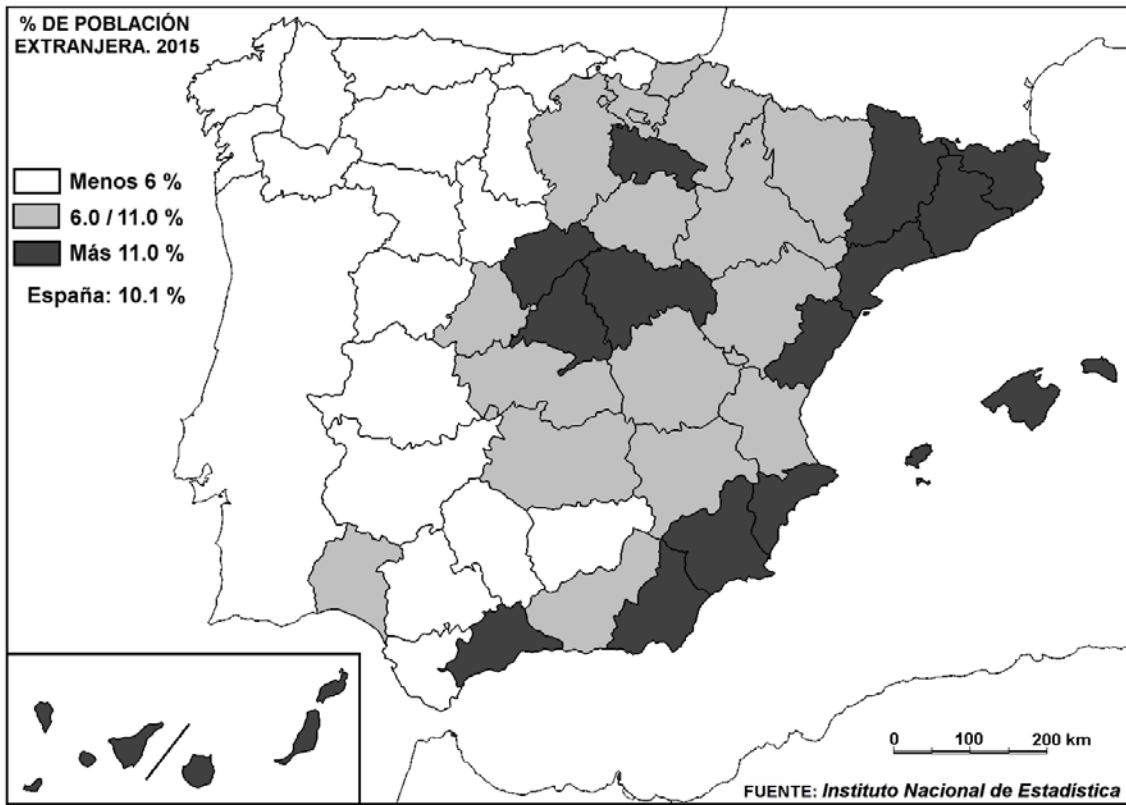 % DE POBLACIÓN
EXTRANJERA. 2015
Menos 6 %
6.0 / 11.0 %
Más 11.0 %
España: 10.1 %
0 100 200 km
FUENTE: Instituto Nacional de Estadística